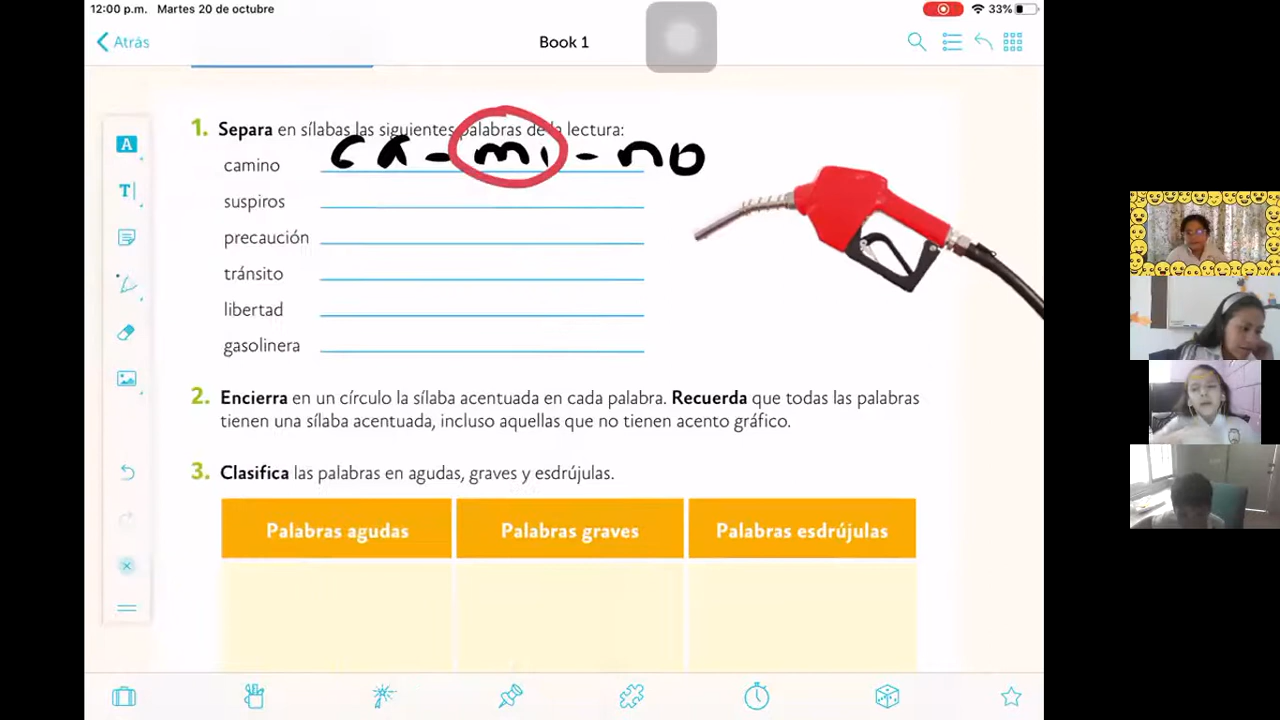 12:00 p.m. Martes 20 de octubre
33%
Atrás
Book 1
1. Separa en sílabas las siguientes palabras de la lectura:
camino ca - mi - no
suspiros
precaución
tránsito
libertad
gasolinera
2. Encierra en un círculo la sílaba acentuada en cada palabra. Recuerda que todas las palabras
tienen una sílaba acentuada, incluso aquellas que no tienen acento gráfico.
3. Clasifica las palabras en agudas, graves y esdrújulas.
Palabras agudas Palabras graves Palabras esdrújulas
A
T